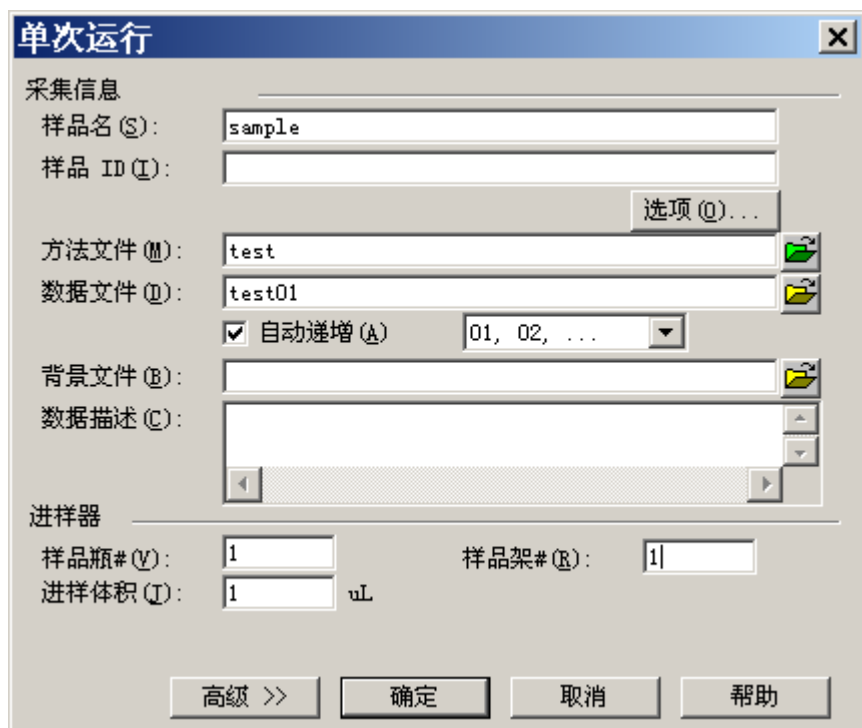 单次运行
采集信息
样品名(S): sample
样品 ID(I):
选项(O)...
方法文件(M): test
数据文件(D): test01
自动递增(A) 01, 02, ...
背景文件(B):
数据描述(C):
进样器
样品瓶#(V): 1 样品架#(R): 1
进样体积(J): 1 uL
高级 >> 确定 取消 帮助